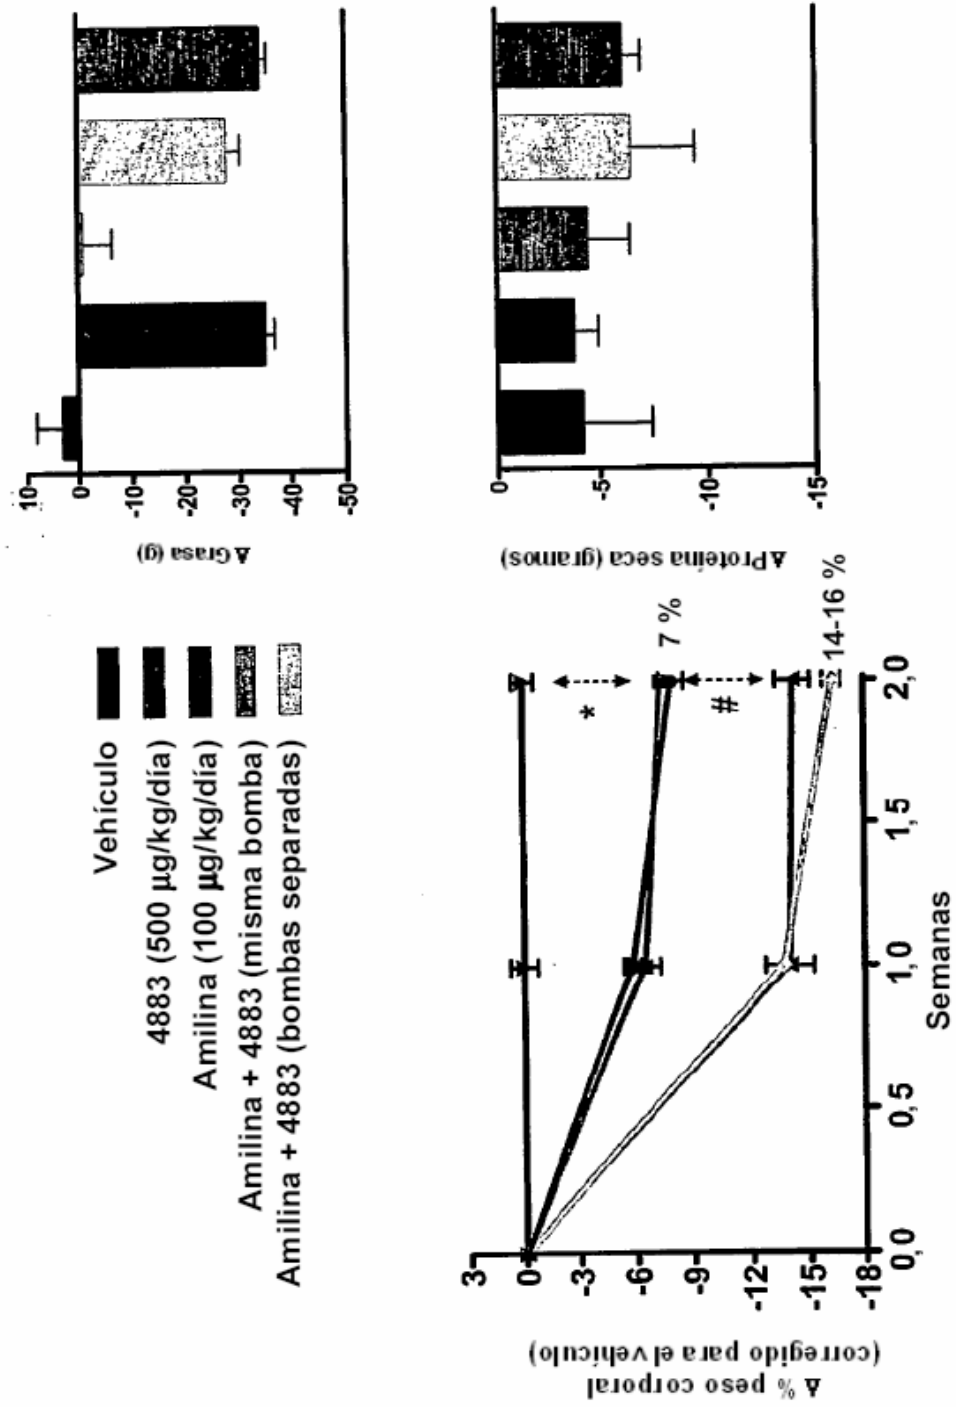 Vehículo
4883 (500 µg/kg/día)
Amilina (100 µg/kg/día)
Amilina + 4883 (misma bomba)
Amilina + 4883 (bombas separadas)
Δ % peso corporal
(corregido para el vehículo)
3
0
-3
-6
-9
-12
-15
-18
0,0
0,5
1,0
1,5
2,0
Semanas
*
#
7 %
14-16 %
Δ Grasa (g)
10
0
-10
-20
-30
-40
-50
Δ Proteína seca (gramos)
0
-5
-10
-15